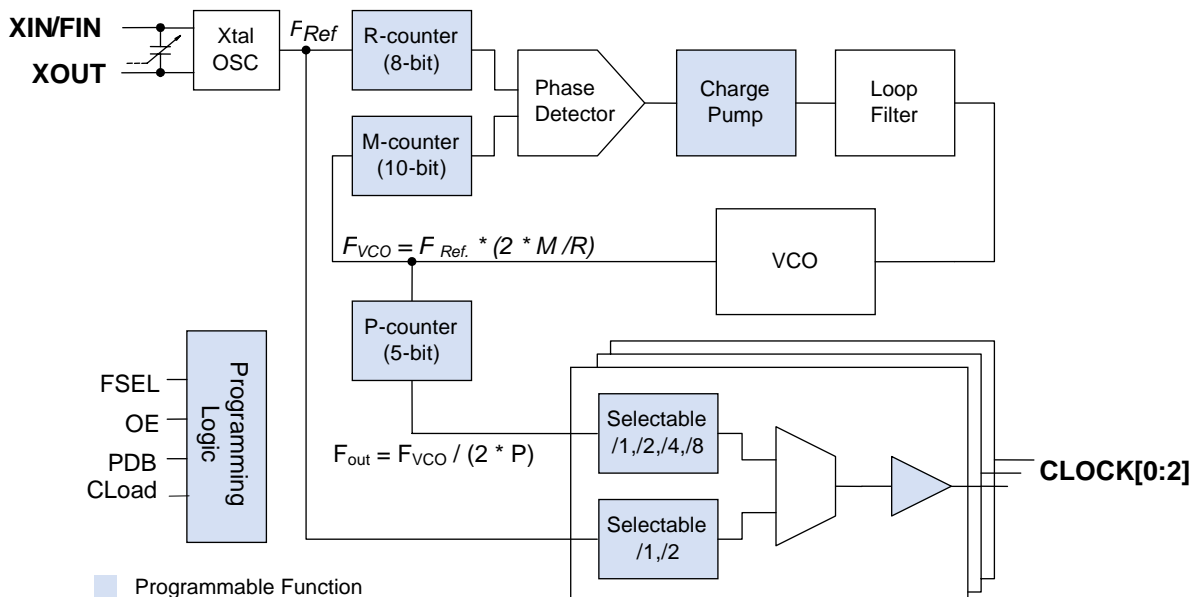 XIN/FIN
XOUT
Xtal
OSC
FRef
R-counter
(8-bit)
M-counter
(10-bit)
Phase
Detector
Charge
Pump
Loop
Filter
FVCO = F Ref. * (2 * M /R)
VCO
P-counter
(5-bit)
Fout = FVCO / (2 * P)
FSEL
OE
PDB
CLoad
Programming
Logic
Selectable
/1,/2,/4,/8
Selectable
/1,/2
CLOCK[0:2]
Programmable Function